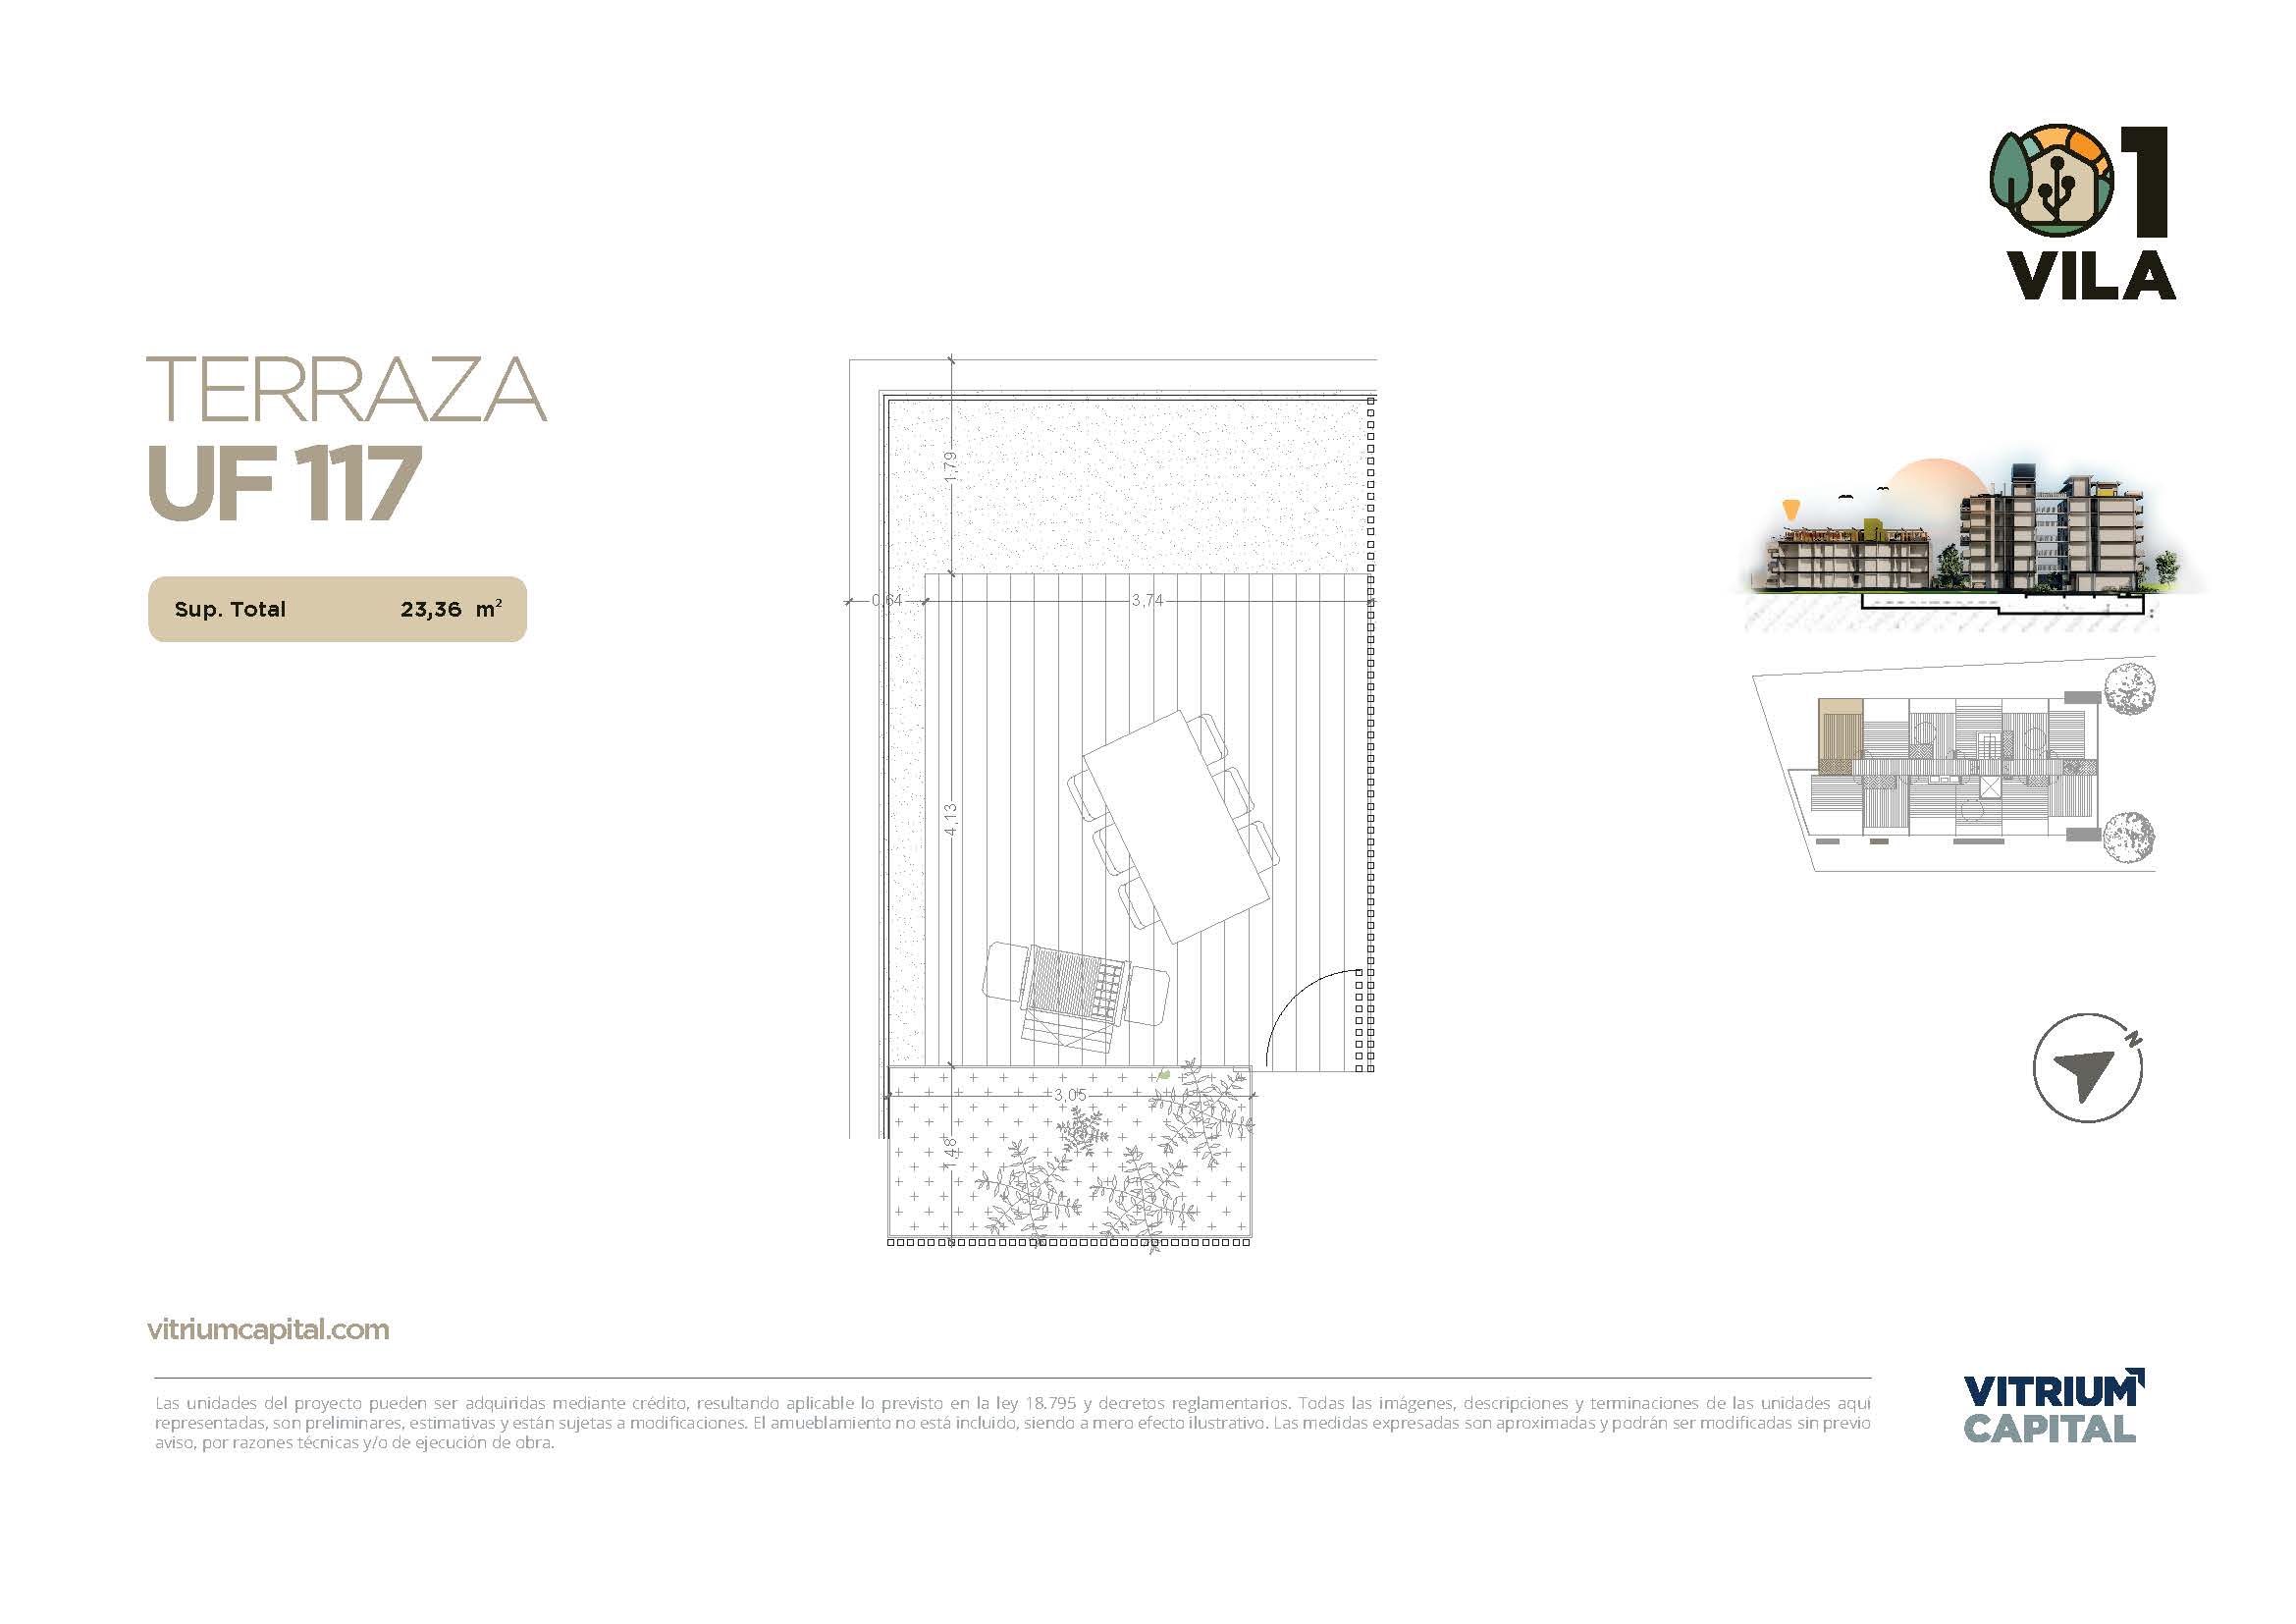 01
VILA
TERRAZA
UF 117
Sup. Total 23,36 m²
1,79
0,64
3,74
4,13
3,05
1,48
N
vitriumcapital.com
Las unidades del proyecto pueden ser adquiridas mediante crédito, resultando aplicable lo previsto en la ley 18.795 y decretos reglamentarios. Todas las imágenes, descripciones y terminaciones de las unidades aquí
representadas, son preliminares, estimativas y están sujetas a modificaciones. El amueblamiento no está incluido, siendo a mero efecto ilustrativo. Las medidas expresadas son aproximadas y podrán ser modificadas sin previo
aviso, por razones técnicas y/o de ejecución de obra.
VITRIUM
CAPITAL